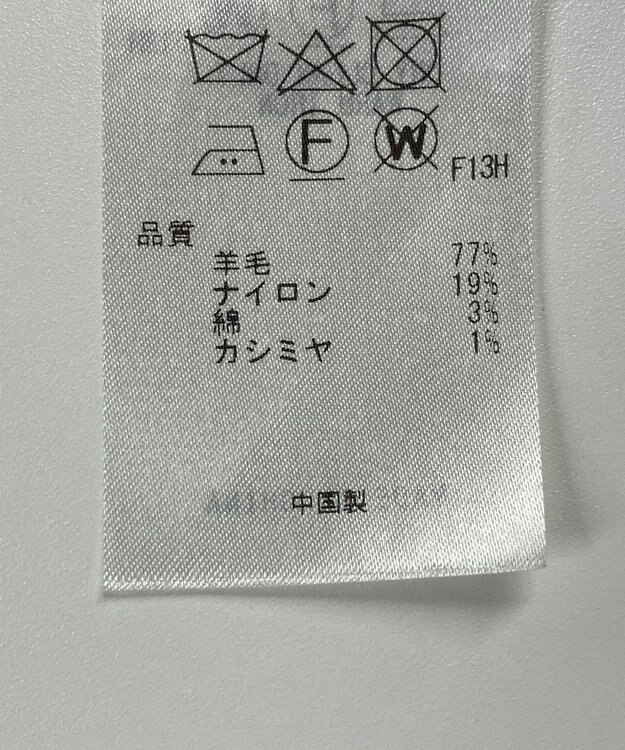 F W F13H
品質
羊毛 77%
ナイロン 19%
綿 3%
カシミヤ 1%
中国製